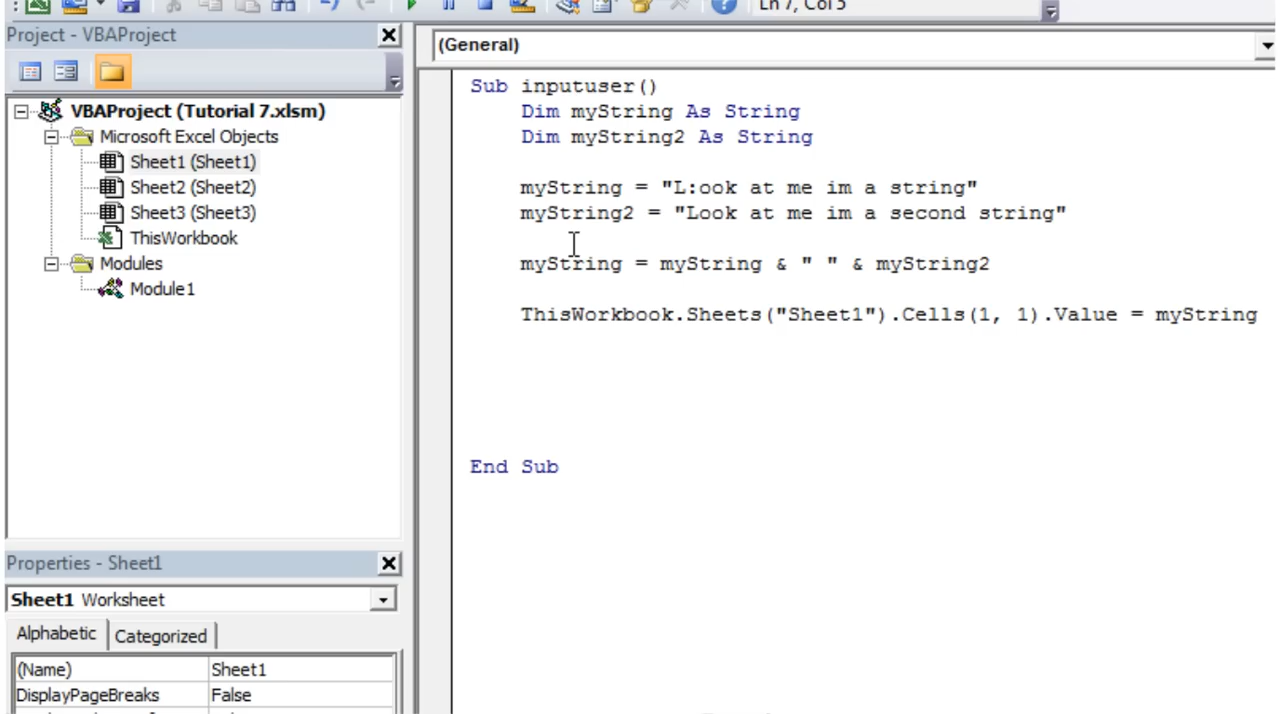 Ln 7, Col 5
Project - VBAProject
(General)
VBAProject (Tutorial 7.xlsm)
Microsoft Excel Objects
Sheet1 (Sheet1)
Sheet2 (Sheet2)
Sheet3 (Sheet3)
ThisWorkbook
Modules
Module1
Properties - Sheet1
Sheet1 Worksheet
Alphabetic Categorized
(Name) Sheet1
DisplayPageBreaks False
Sub inputuser()
Dim myString As String
Dim myString2 As String
myString = "L:ook at me im a string"
myString2 = "Look at me im a second string"
myString = myString & " " & myString2
ThisWorkbook.Sheets("Sheet1").Cells(1, 1).Value = myString
End Sub